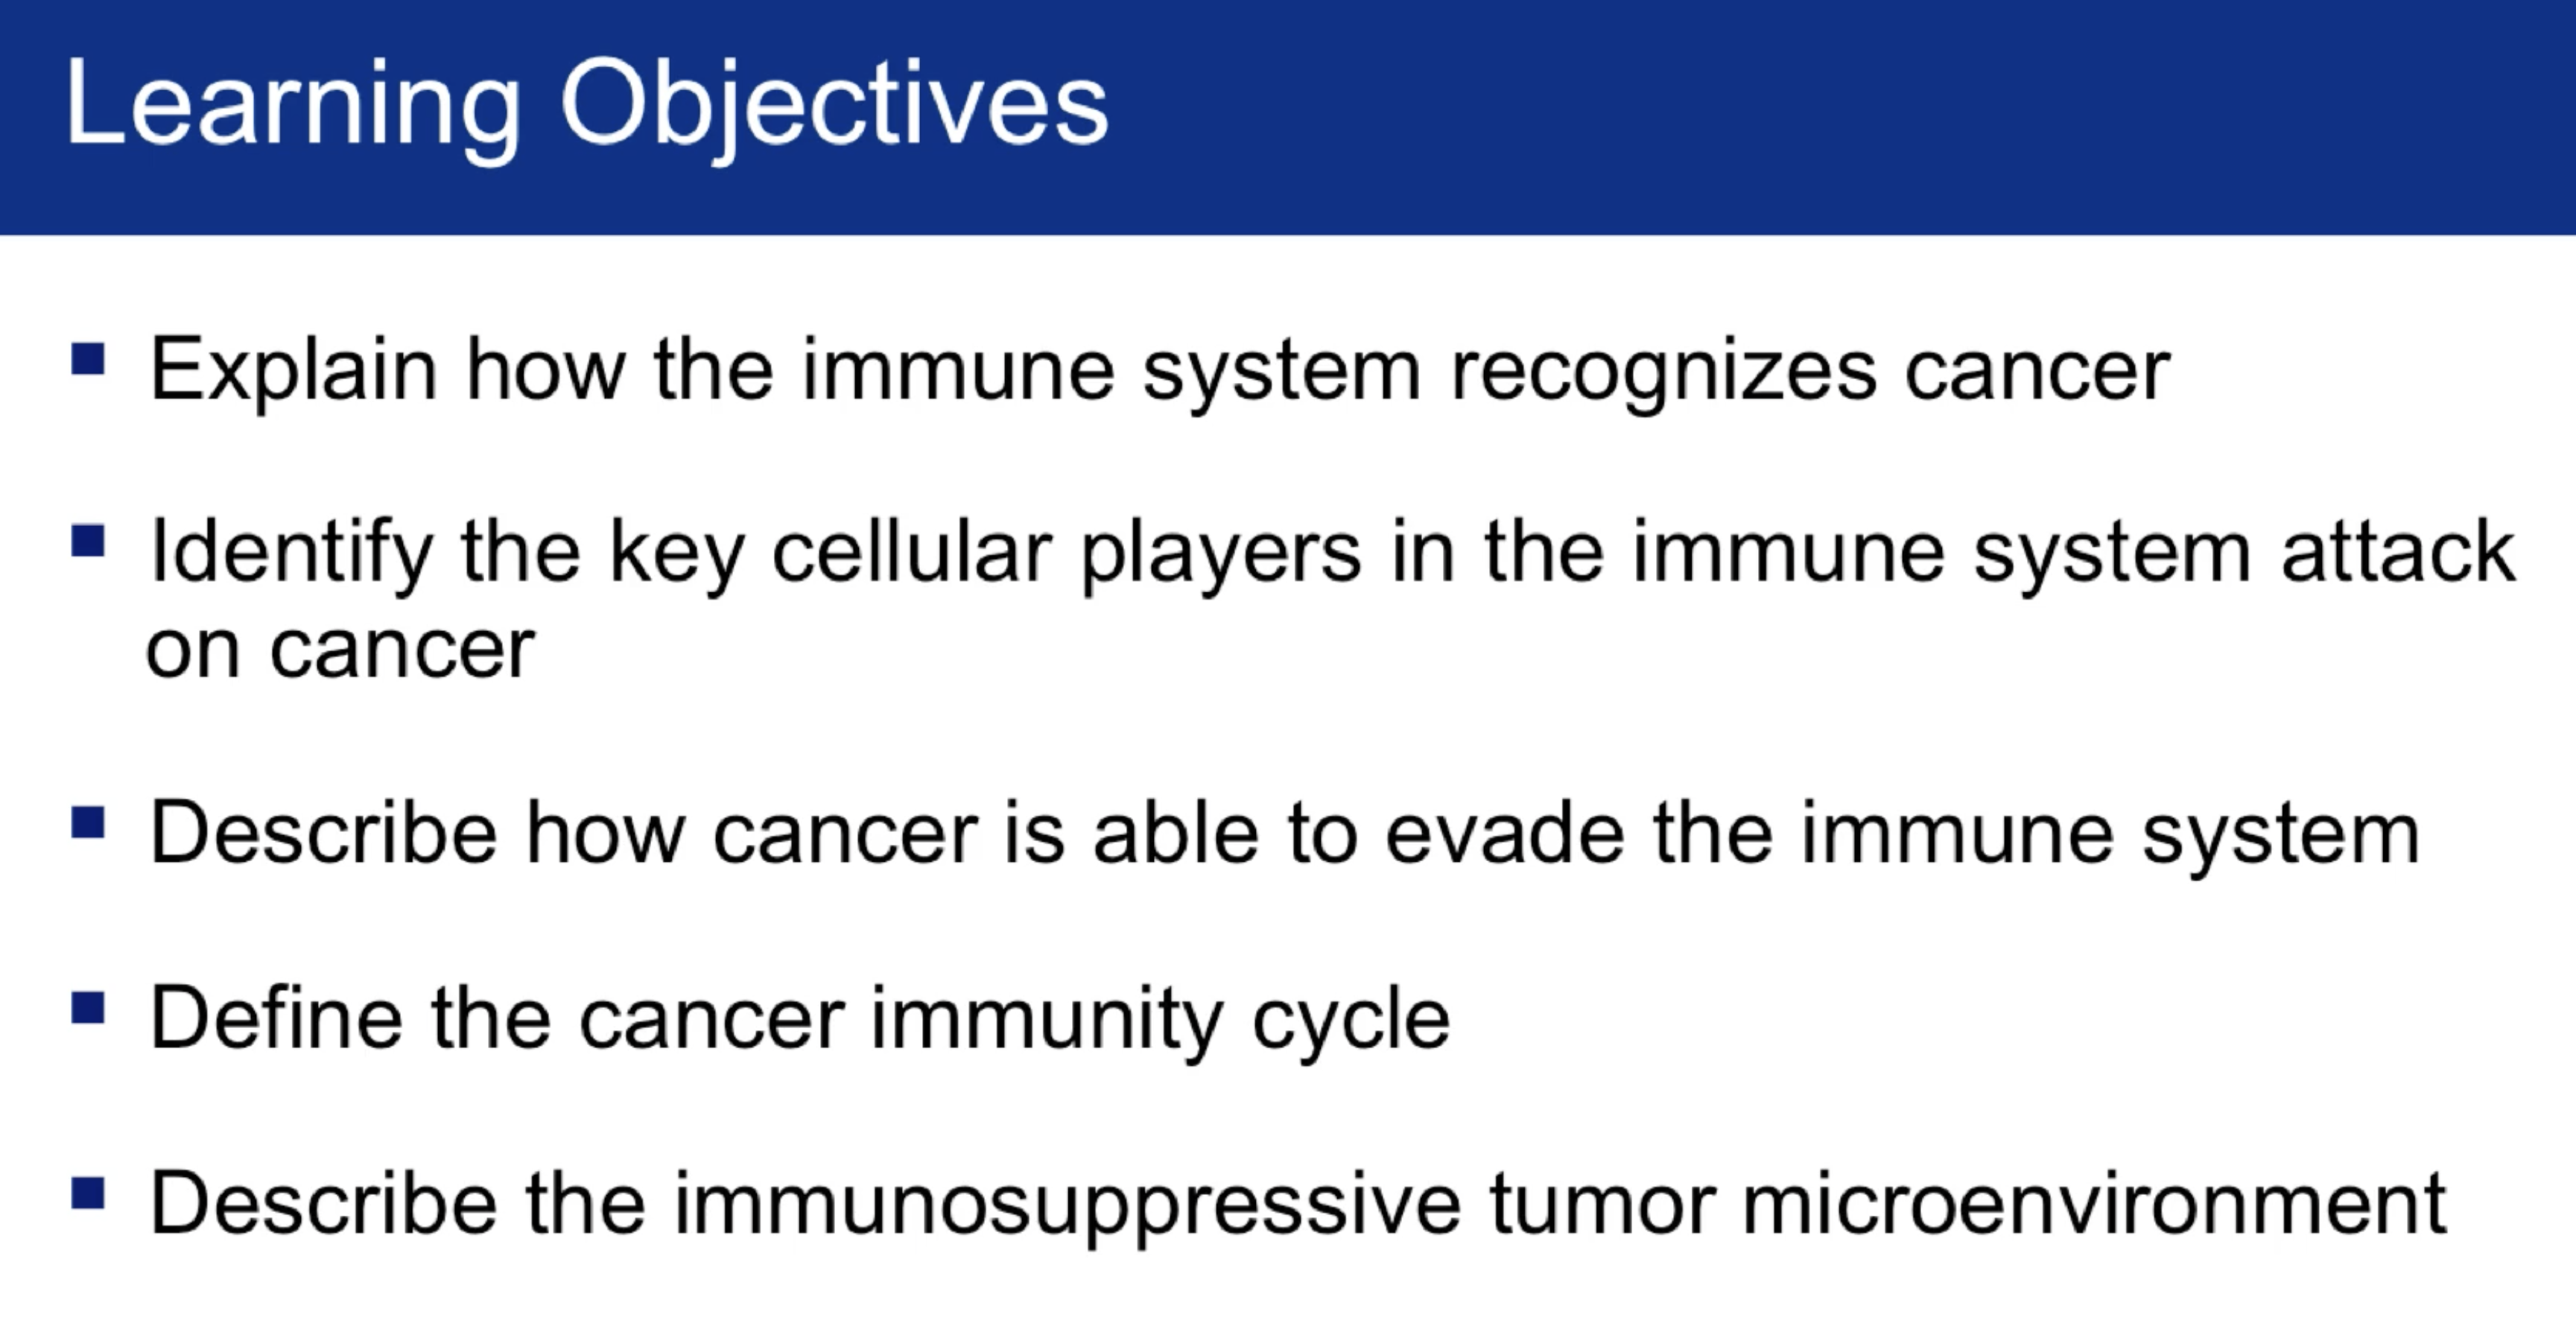 Learning Objectives
▪ Explain how the immune system recognizes cancer
▪ Identify the key cellular players in the immune system attack
on cancer
▪ Describe how cancer is able to evade the immune system
▪ Define the cancer immunity cycle
▪ Describe the immunosuppressive tumor microenvironment